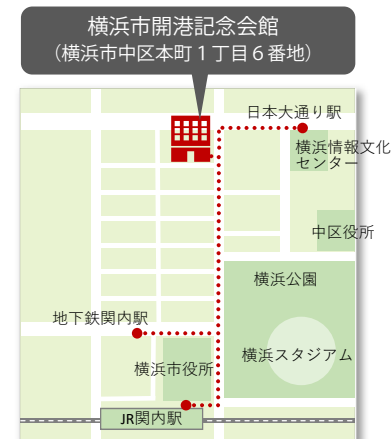 横浜市開港記念会館
（横浜市中区本町１丁目６番地）
日本大通り駅
横浜情報文化
センター
中区役所
横浜公園
地下鉄関内駅
横浜市役所
横浜スタジアム
JR関内駅